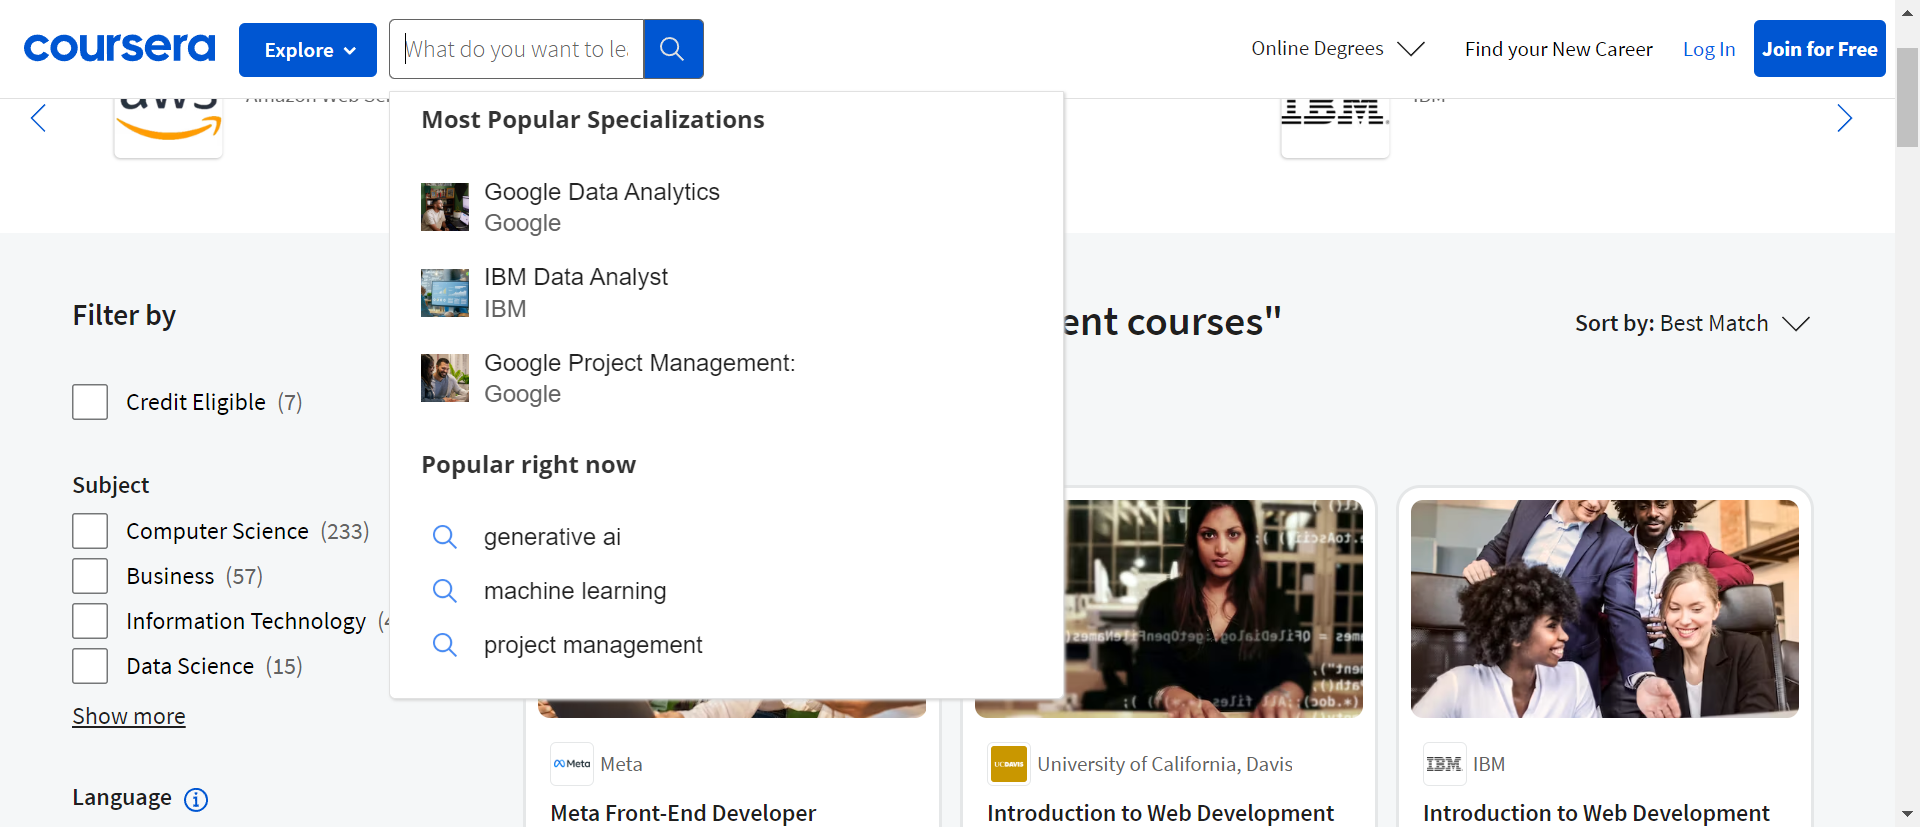 coursera
Explore
What do you want to le
Online Degrees
Find your New Career
Log In
Join for Free
aws
IBM
Most Popular Specializations
Google Data Analytics
Google
IBM Data Analyst
IBM
Google Project Management:
Google
Popular right now
generative ai
machine learning
project management
Filter by
Credit Eligible (7)
Subject
Computer Science (233)
Business (57)
Information Technology
Data Science (15)
Show more
Language
ent courses"
Sort by: Best Match
Meta
Meta
Meta Front-End Developer
UCDAVIS
University of California, Davis
Introduction to Web Development
IBM
IBM
Introduction to Web Development